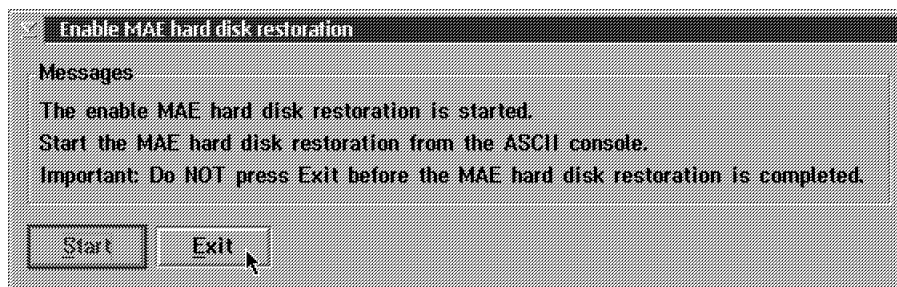 Enable MAE hard disk restoration
Messages
The enable MAE hard disk restoration is started.
Start the MAE hard disk restoration from the ASCII console.
Important: Do NOT press Exit before the MAE hard disk restoration is completed.
Start Exit